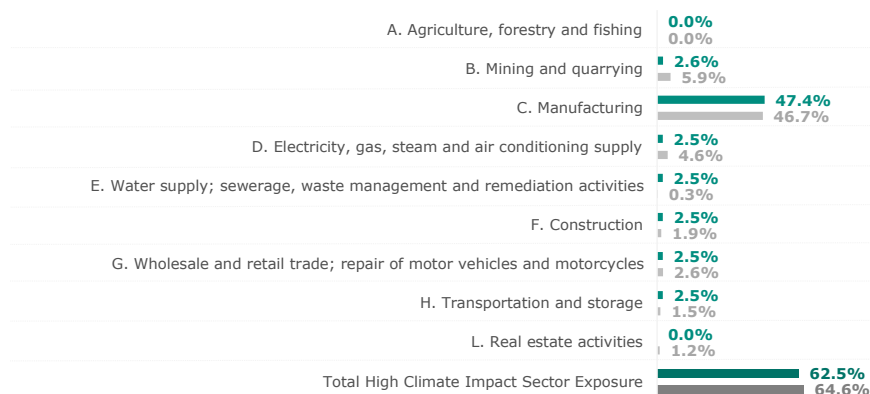 A. Agriculture, forestry and fishing 0.0%
0.0%
B. Mining and quarrying 2.6%
5.9%
C. Manufacturing 47.4%
46.7%
D. Electricity, gas, steam and air conditioning supply 2.5%
4.6%
E. Water supply; sewerage, waste management and remediation activities 2.5%
0.3%
F. Construction 2.5%
1.9%
G. Wholesale and retail trade; repair of motor vehicles and motorcycles 2.5%
2.6%
H. Transportation and storage 2.5%
1.5%
L. Real estate activities 0.0%
1.2%
Total High Climate Impact Sector Exposure 62.5%
64.6%